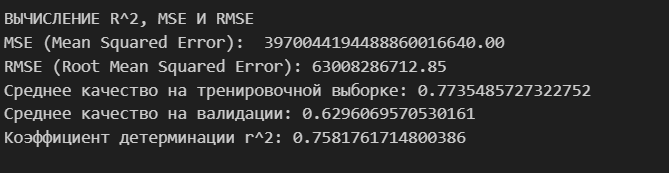 ВЫЧИСЛЕНИЕ R^2, MSE И RMSE
MSE (Mean Squared Error):  3970044194488860016640.00
RMSE (Root Mean Squared Error): 63008286712.85
Среднее качество на тренировочной выборке: 0.7735485727322752
Среднее качество на валидации: 0.6296069570530161
Коэффициент детерминации r^2: 0.7581761714800386